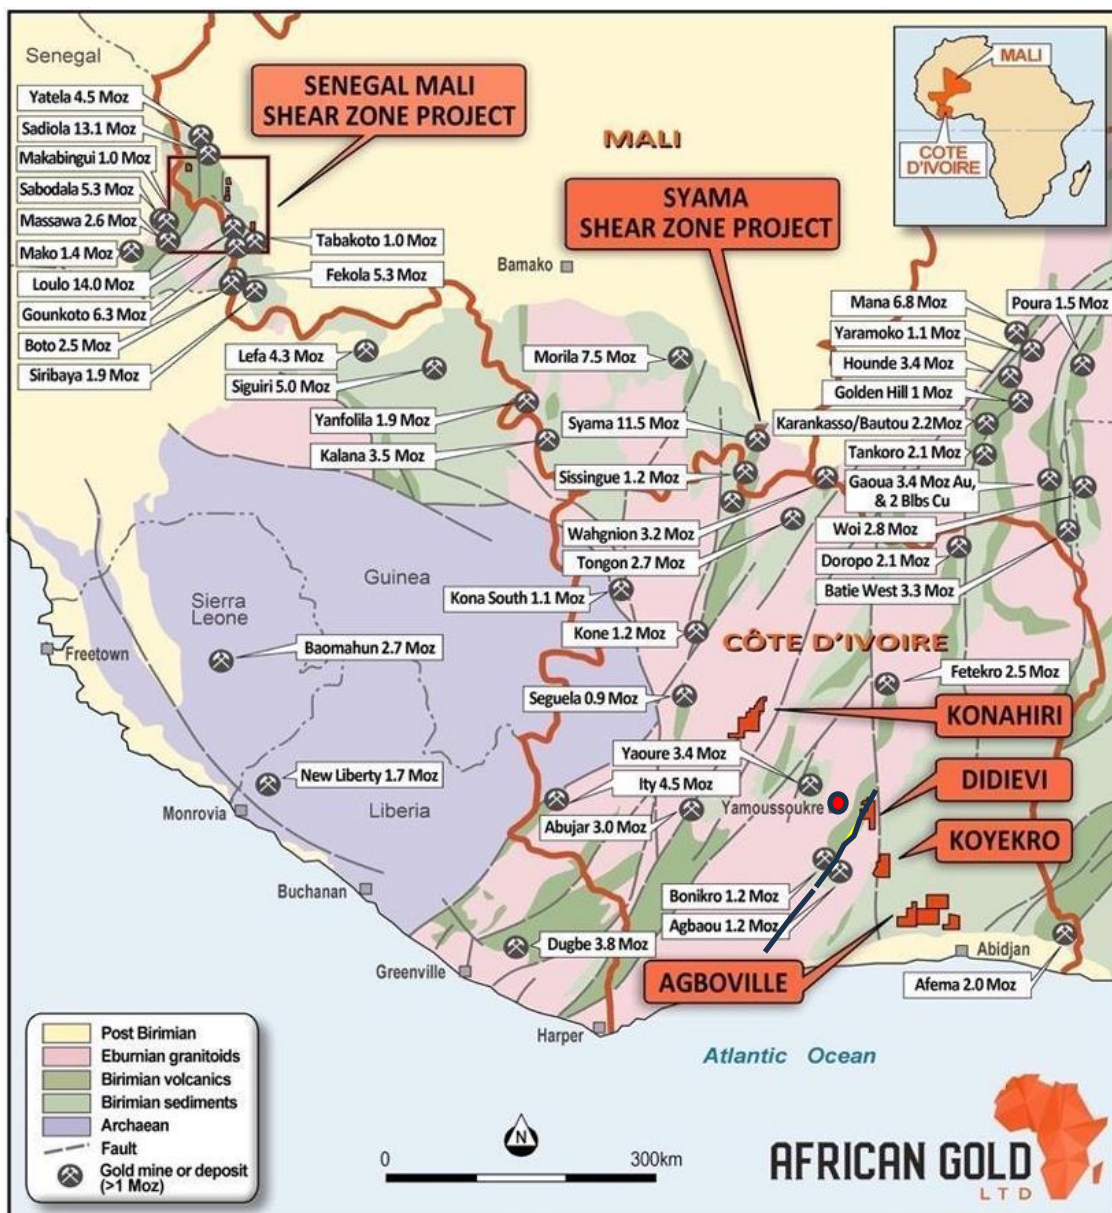 Senegal
Yatela 4.5 Moz
Sadiola 13.1 Moz
Makabingui 1.0 Moz
Sabodala 5.3 Moz
Massawa 2.6 Moz
Mako 1.4 Moz
Loulo 14.0 Moz
Gounkoto 6.3 Moz
Boto 2.5 Moz
Siribaya 1.9 Moz
SENEGAL MALI
SHEAR ZONE PROJECT
Tabakoto 1.0 Moz
Fekola 5.3 Moz
MALI
SYAMA
SHEAR ZONE PROJECT
MALI
COTE
D'IVOIRE
Bamako
Lefa 4.3 Moz
Siguiri 5.0 Moz
Yanfolila 1.9 Moz
Kalana 3.5 Moz
Morila 7.5 Moz
Syama 11.5 Moz
Sissingue 1.2 Moz
Wahgnion 3.2 Moz
Tongon 2.7 Moz
Mana 6.8 Moz
Poura 1.5 Moz
Yaramoko 1.1 Moz
Hounde 3.4 Moz
Golden Hill 1 Moz
Karankasso/Bautou 2.2Moz
Tankoro 2.1 Moz
Gaoua 3.4 Moz Au,
& 2 Blbs Cu
Woi 2.8 Moz
Doropo 2.1 Moz
Batie West 3.3 Moz
Guinea
Sierra
Leone
Freetown
Baomahun 2.7 Moz
Kona South 1.1 Moz
Kone 1.2 Moz
CÔTE D'IVOIRE
Seguela 0.9 Moz
Fetekro 2.5 Moz
KONAHIRI
New Liberty 1.7 Moz
Monrovia
Liberia
Yaoure 3.4 Moz
Ity 4.5 Moz
Abujar 3.0 Moz
Yamoussoukre
DIDIEVI
KOYEKRO
Buchanan
Bonikro 1.2 Moz
Agbaou 1.2 Moz
Dugbe 3.8 Moz
Greenville
AGBOVILLE
Abidjan
Afema 2.0 Moz
Harper
Atlantic Ocean
Post Birimian
Eburnian granitoids
Birimian volcanics
Birimian sediments
Archaean
Fault
Gold mine or deposit
(>1 Moz)
N
0 300km
AFRICAN GOLD
LTD